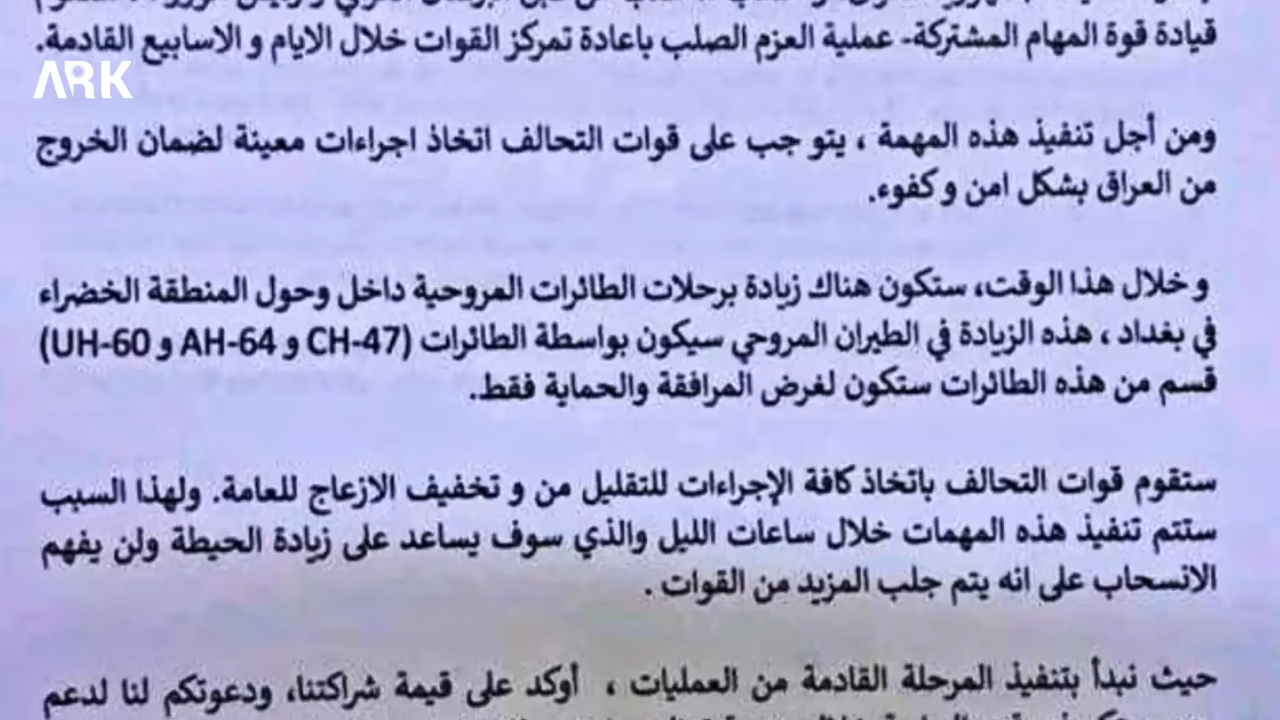 قيادة قوة المهام المشتركة- عملية العزم الصلب باعادة تمركز القوات خلال الايام و الاسابيع القادمة.
ARK
ومن أجل تنفيذ هذه المهمة ، يتو جب على قوات التحالف اتخاذ اجراءات معينة لضمان الخروج
من العراق بشكل امن و كفوء.
و خلال هذا الوقت، ستكون هناك زيادة برحلات الطائرات المروحية داخل وحول المنطقة الخضراء
في بغداد ، هذه الزيادة في الطيران المروحي سيكون بواسطة الطائرات (CH-47 و AH-64 و UH-60)
قسم من هذه الطائرات ستكون لغرض المرافقة والحماية فقط.
ستقوم قوات التحالف باتخاذ كافة الإجراءات للتقليل من و تخفيف الازعاج للعامة. ولهذا السبب
ستتم تنفيذ هذه المهمات خلال ساعات الليل والذي سوف يساعد على زيادة الحيطة ولن يفهم
الانسحاب على انه يتم جلب المزيد من القوات .
حيث نبدأ بتنفيذ المرحلة القادمة من العمليات ، أوكد على قيمة شراكتنا، ودعوتكم لنا لدعم